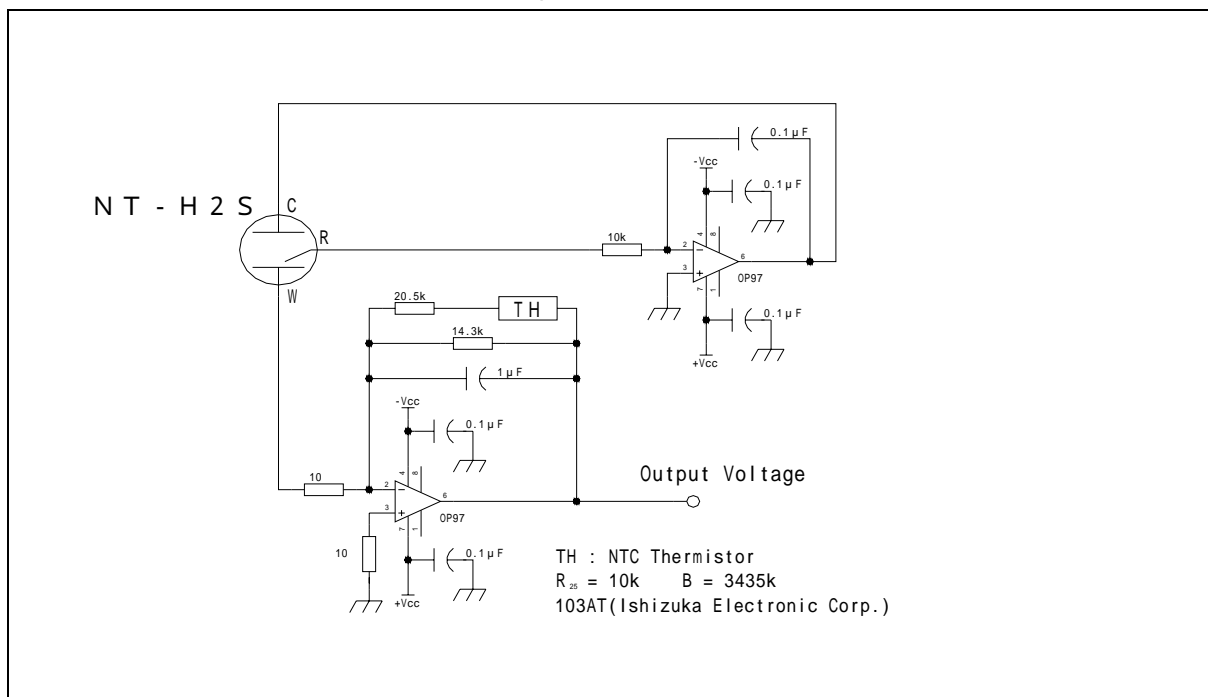 0.1μF
-Vcc
0.1μF
NT-H2S
C
R
10k
2
-
4
8
6
3
+
OP97
7
1
W
0.1μF
+Vcc
20.5k
TH
14.3k
1μF
-Vcc
0.1μF
Output Voltage
10
2
-
4
8
6
3
+
OP97
7
1
10
0.1μF
+Vcc
TH : NTC Thermistor
R25 = 10k B = 3435k
103AT(Ishizuka Electronic Corp.)